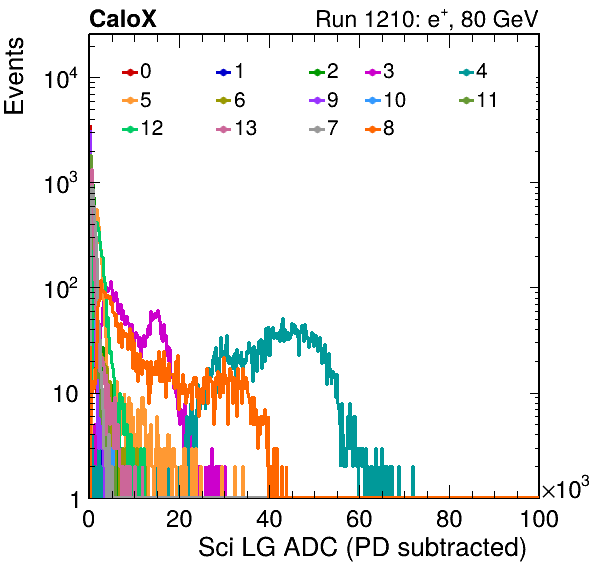 CaloX Run 1210: e⁺, 80 GeV
Events
0 1 2 3 4
5 6 9 10 11
12 13 7 8
10⁴
10³
10²
10
1
0 20 40 60 80 100
×10³
Sci LG ADC (PD subtracted)